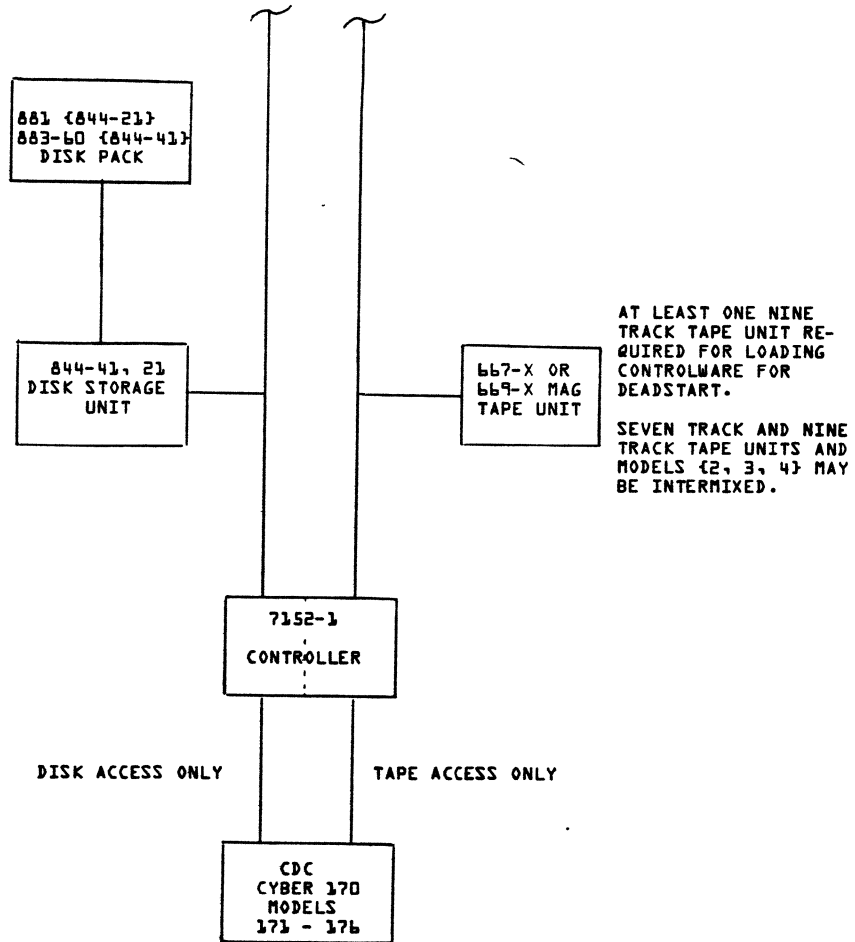 881 {844-21}
883-60 {844-41}
DISK PACK
844-41, 21
DISK STORAGE
UNIT
667-X OR
669-X MAG
TAPE UNIT
AT LEAST ONE NINE
TRACK TAPE UNIT RE-
QUIRED FOR LOADING
CONTROLWARE FOR
DEADSTART.
SEVEN TRACK AND NINE
TRACK TAPE UNITS AND
MODELS {2, 3, 4} MAY
BE INTERMIXED.
7152-1
CONTROLLER
DISK ACCESS ONLY
TAPE ACCESS ONLY
CDC
CYBER 170
MODELS
171 - 176